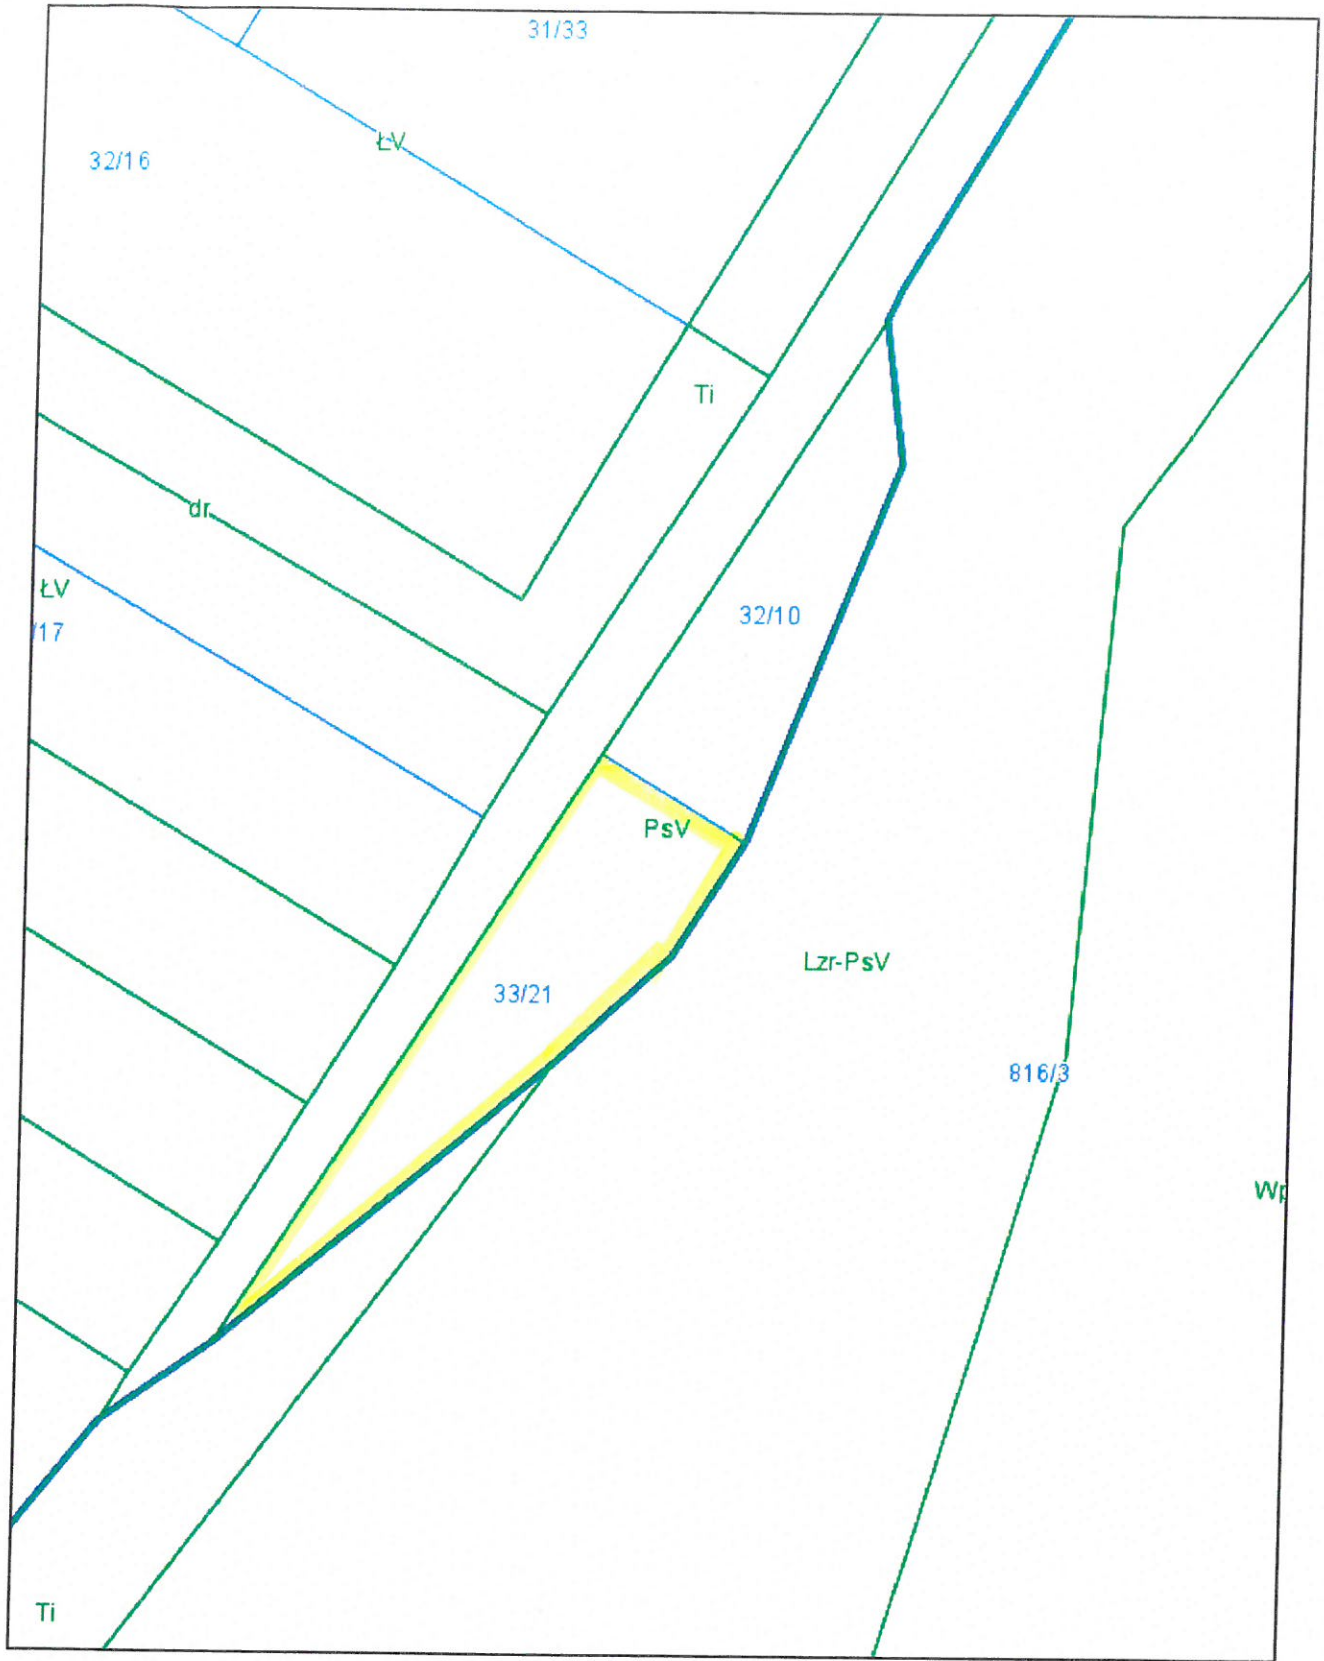 31/33
ŁV
32/16
Ti
dr
ŁV
/17
32/10
PsV
Lzr-PsV
33/21
816/3
Wp
Ti